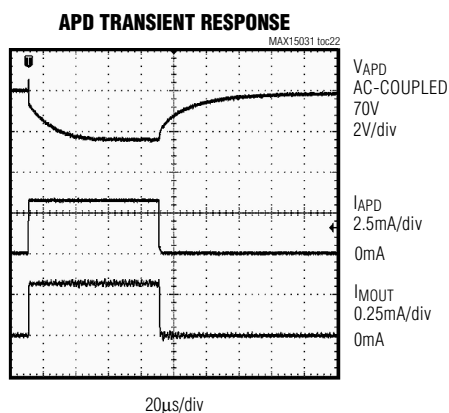 APD TRANSIENT RESPONSE
MAX15031 toc22
T
VAPD
AC-COUPLED
70V
2V/div
IAPD
2.5mA/div
0mA
IMOUT
0.25mA/div
0mA
20µs/div